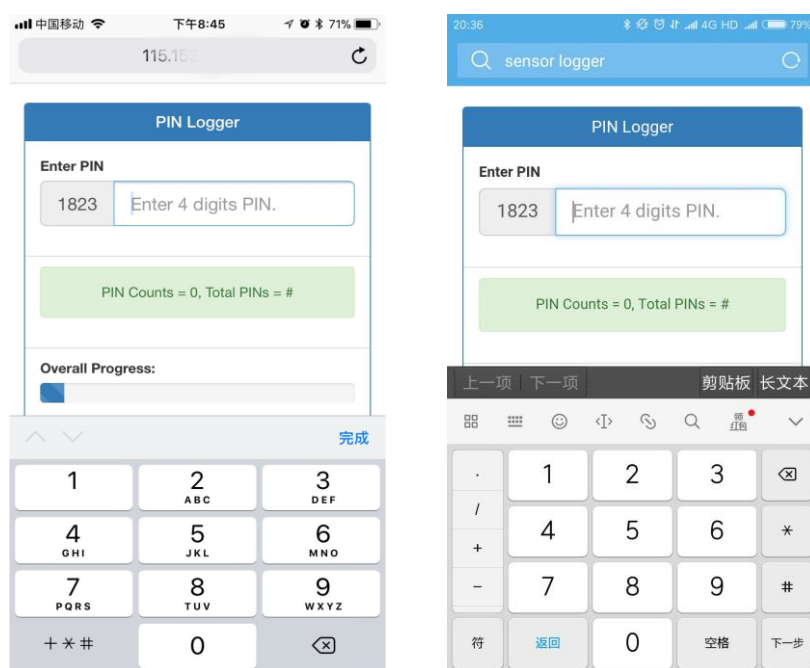 中国移动 下午8:45 71%
115.15
PIN Logger
Enter PIN
1823 Enter 4 digits PIN.
PIN Counts = 0, Total PINs = #
Overall Progress:
完成
1 2 3
ABC DEF
4 5 6
GHI JKL MNO
7 8 9
PQRS TUV WXYZ
+*# 0
20:36 4G HD 79%
sensor logger
PIN Logger
Enter PIN
1823 Enter 4 digits PIN.
PIN Counts = 0, Total PINs = #
上一项 下一项 剪贴板 长文本
领红包
. 1 2 3
/ 4 5 6 *
+
- 7 8 9 #
符 返回 0 空格 下一步